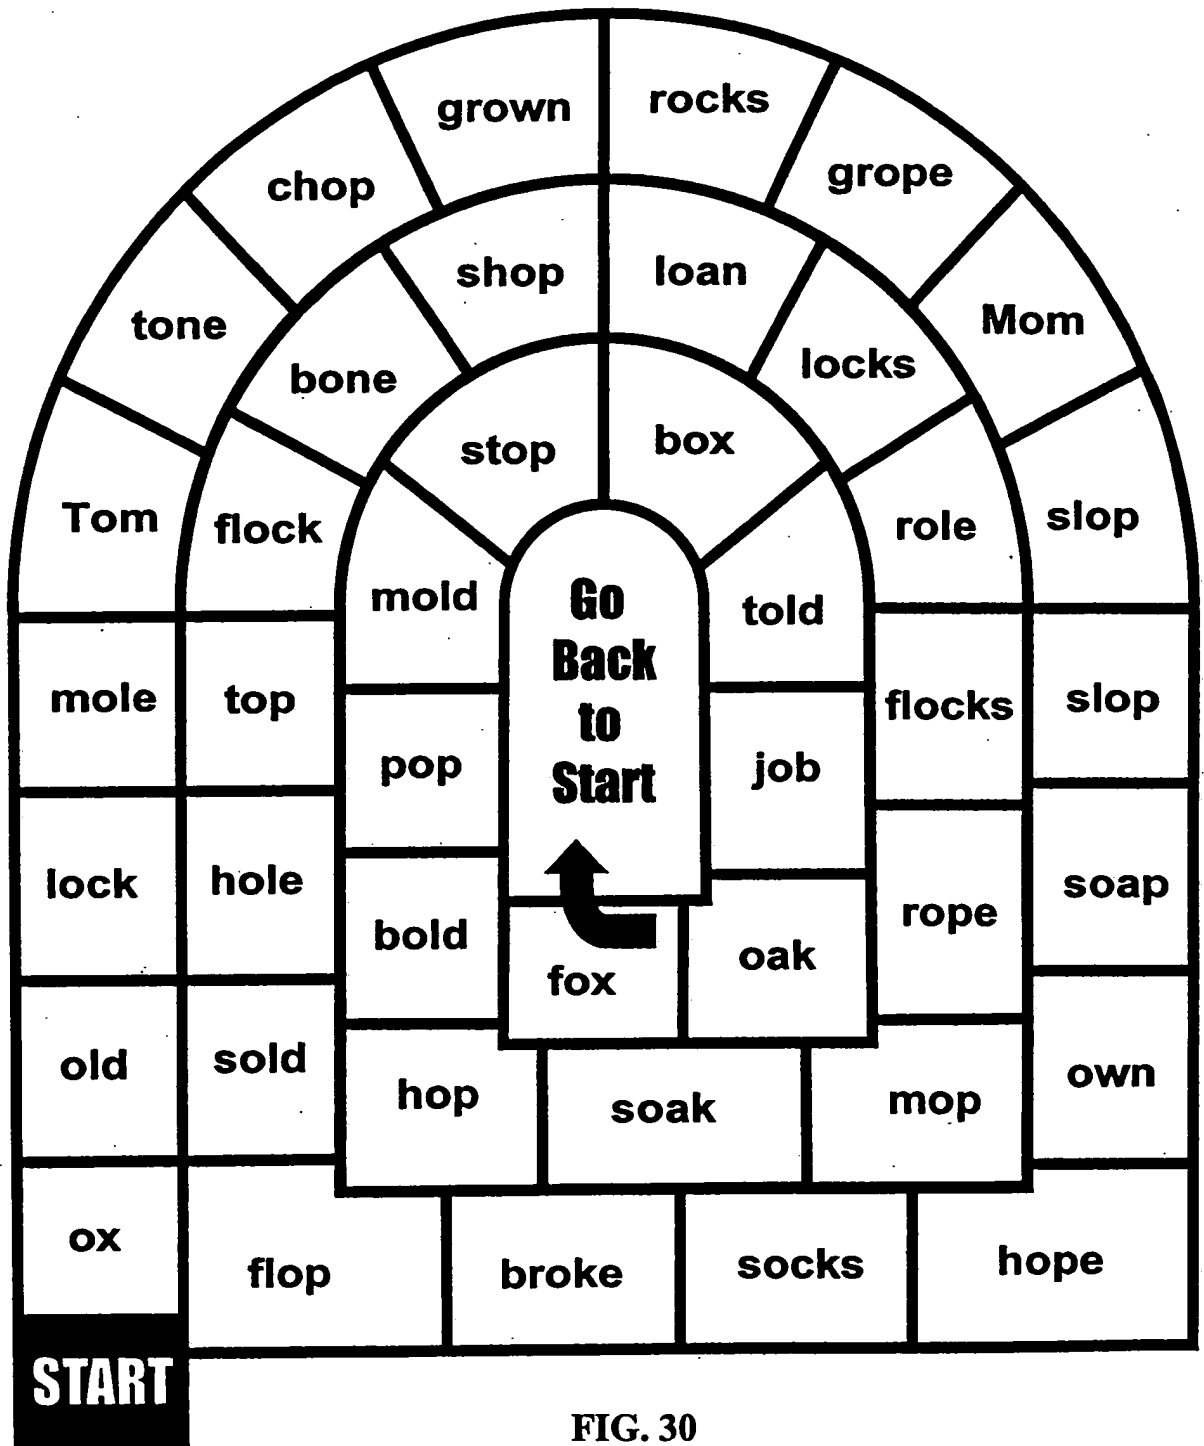 grown
rocks
chop
grope
shop
loan
tone
Mom
bone
locks
stop
box
Tom
flock
role
slop
mold
Go
Back
to
Start
told
mole
top
flocks
slop
pop
job
lock
hole
rope
soap
bold
oak
fox
old
sold
own
hop
soak
mop
ox
flop
broke
socks
hope
START
FIG. 30